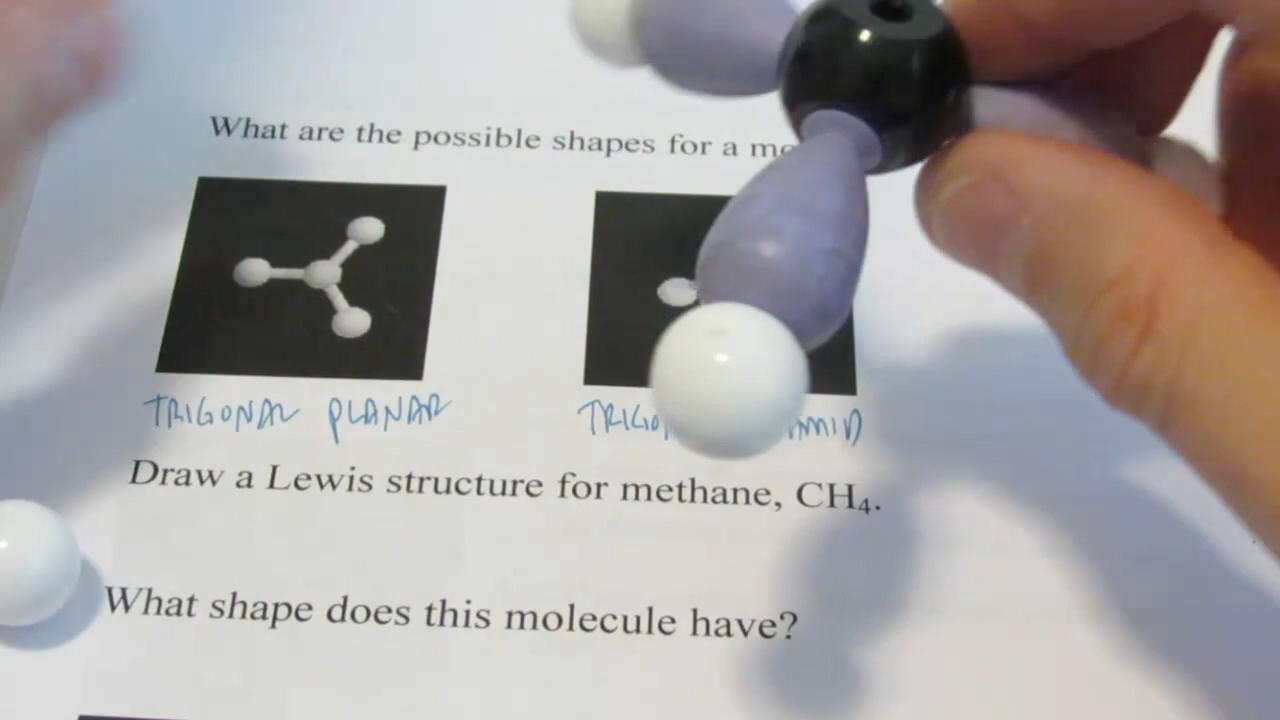 What are the possible shapes for a
TRIGONAL PLANAR
Draw a Lewis structure for methane, CH₄.
What shape does this molecule have?